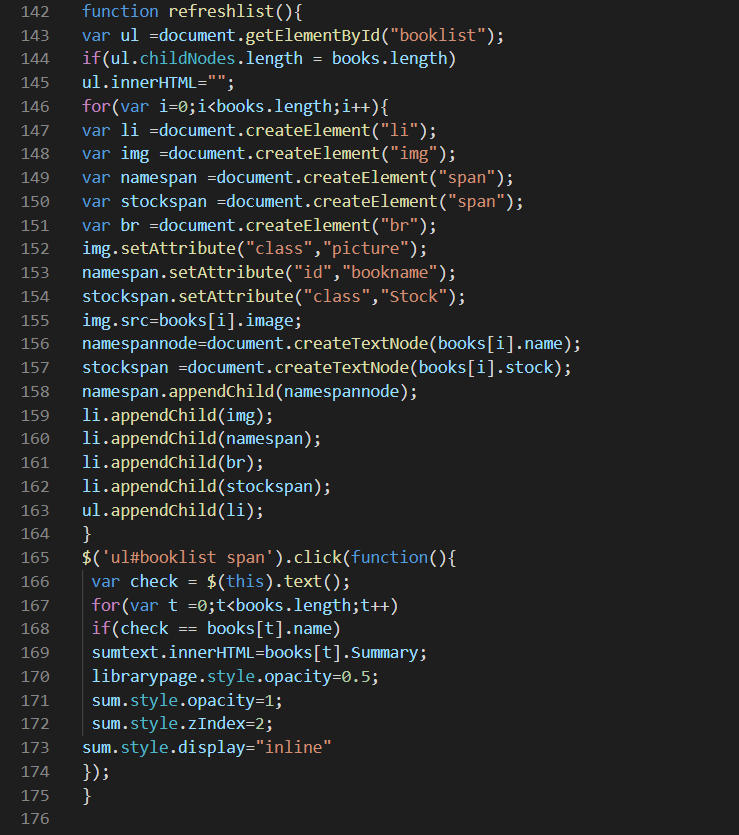 142 function refreshlist(){
143 var ul =document.getElementById("booklist");
144 if(ul.childNodes.length = books.length)
145 ul.innerHTML="";
146 for(var i=0;i<books.length;i++){
147 var li =document.createElement("li");
148 var img =document.createElement("img");
149 var namespan =document.createElement("span");
150 var stockspan =document.createElement("span");
151 var br =document.createElement("br");
152 img.setAttribute("class","picture");
153 namespan.setAttribute("id","bookname");
154 stockspan.setAttribute("class","Stock");
155 img.src=books[i].image;
156 namespannode=document.createTextNode(books[i].name);
157 stockspan =document.createTextNode(books[i].stock);
158 namespan.appendChild(namespannode);
159 li.appendChild(img);
160 li.appendChild(namespan);
161 li.appendChild(br);
162 li.appendChild(stockspan);
163 ul.appendChild(li);
164 }
165 $('ul#booklist span').click(function(){
166 var check = $(this).text();
167 for(var t =0;t<books.length;t++)
168 if(check == books[t].name)
169 sumtext.innerHTML=books[t].Summary;
170 librarypage.style.opacity=0.5;
171 sum.style.opacity=1;
172 sum.style.zIndex=2;
173 sum.style.display="inline"
174 });
175 }
176